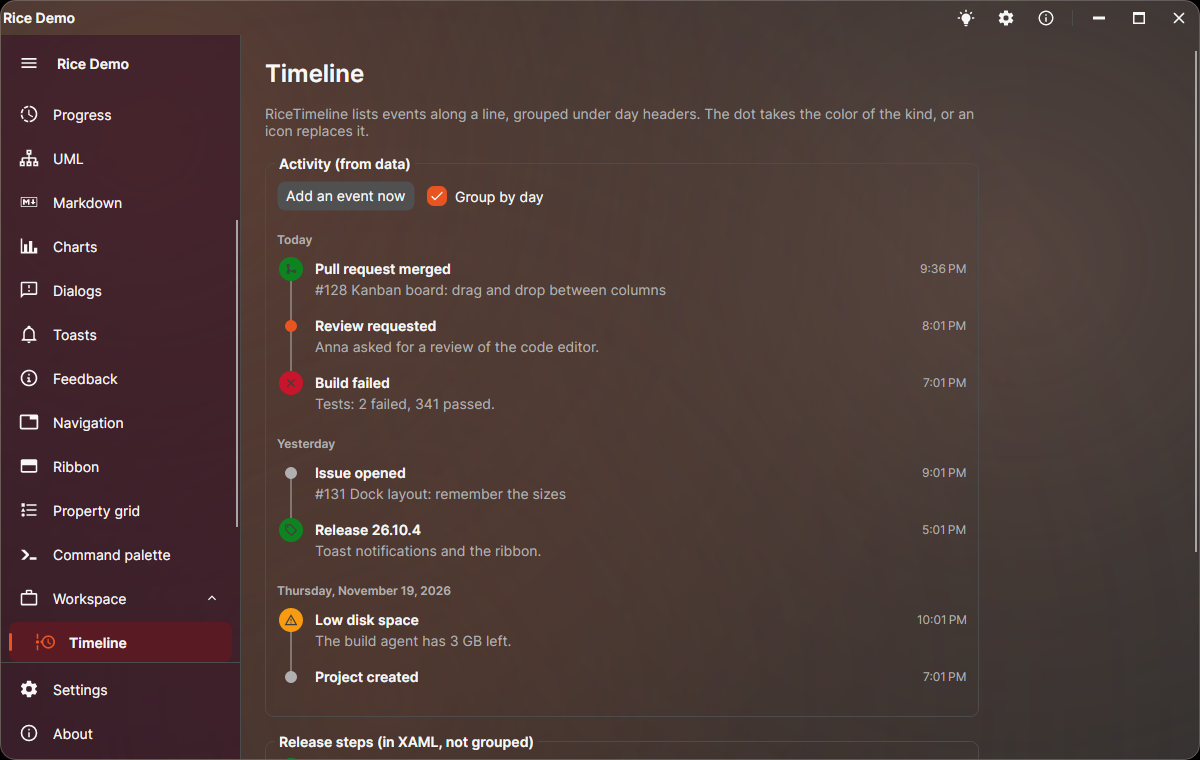 Rice Demo
Rice Demo
Progress
UML
Markdown
Charts
Dialogs
Toasts
Feedback
Navigation
Ribbon
Property grid
Command palette
Workspace
Timeline
Settings
About
Timeline
RiceTimeline lists events along a line, grouped under day headers. The dot takes the color of the kind, or an
icon replaces it.
Activity (from data)
Add an event now
Group by day
Today
Pull request merged 9:36 PM
#128 Kanban board: drag and drop between columns
Review requested 8:01 PM
Anna asked for a review of the code editor.
Build failed 7:01 PM
Tests: 2 failed, 341 passed.
Yesterday
Issue opened 9:01 PM
#131 Dock layout: remember the sizes
Release 26.10.4 5:01 PM
Toast notifications and the ribbon.
Thursday, November 19, 2026
Low disk space 10:01 PM
The build agent has 3 GB left.
Project created 7:01 PM
Release steps (in XAML, not grouped)